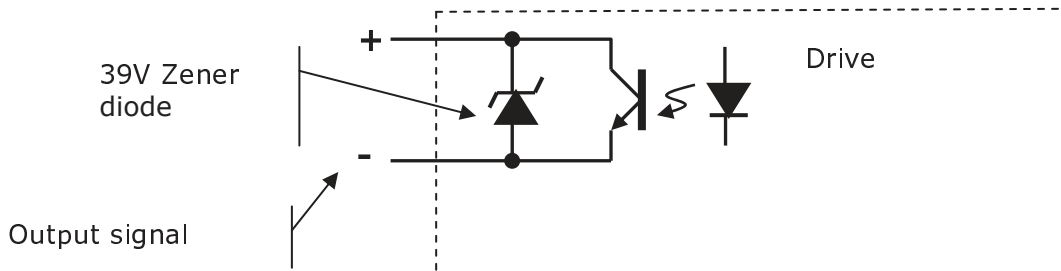 +
39V Zener
diode
Drive
-
Output signal